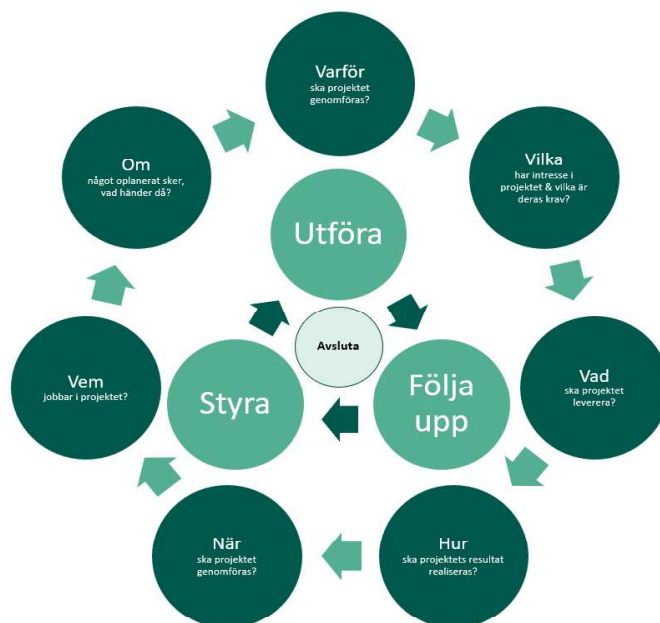 Varför
ska projektet
genomföras?
Vilka
har intresse i
projektet & vilka är
deras krav?
Vad
ska projektet
leverera?
Hur
ska projektets resultat
realiseras?
När
ska projektet
genomföras?
Vem
jobbar i projektet?
Om
något oplanerat sker,
vad händer då?
Utföra
Följa
upp
Styra
Avsluta